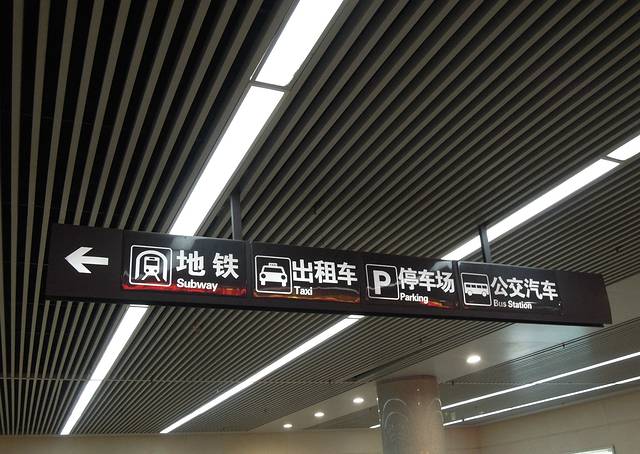 地铁
Subway
出租车
Taxi
P
停车场
Parking
公交汽车
Bus Station